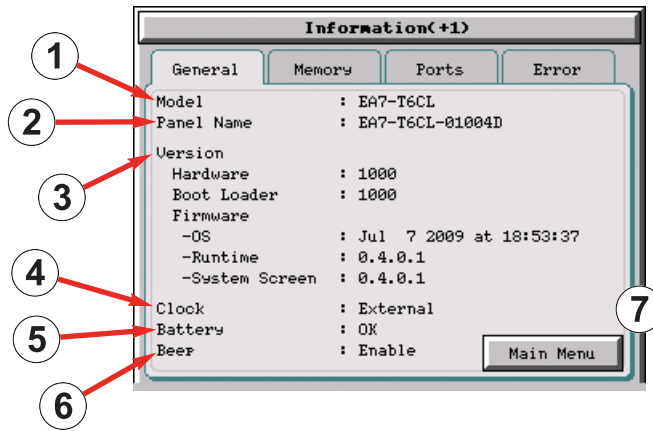 Information(+1)
General Memory Ports Error
1
Model : EA7-T6CL
2
Panel Name : EA7-T6CL-01004D
3
Version
Hardware : 1000
Boot Loader : 1000
Firmware
-OS : Jul 7 2009 at 18:53:37
-Runtime : 0.4.0.1
-System Screen : 0.4.0.1
4
Clock : External
7
5
Battery : OK
6
Beep : Enable
Main Menu